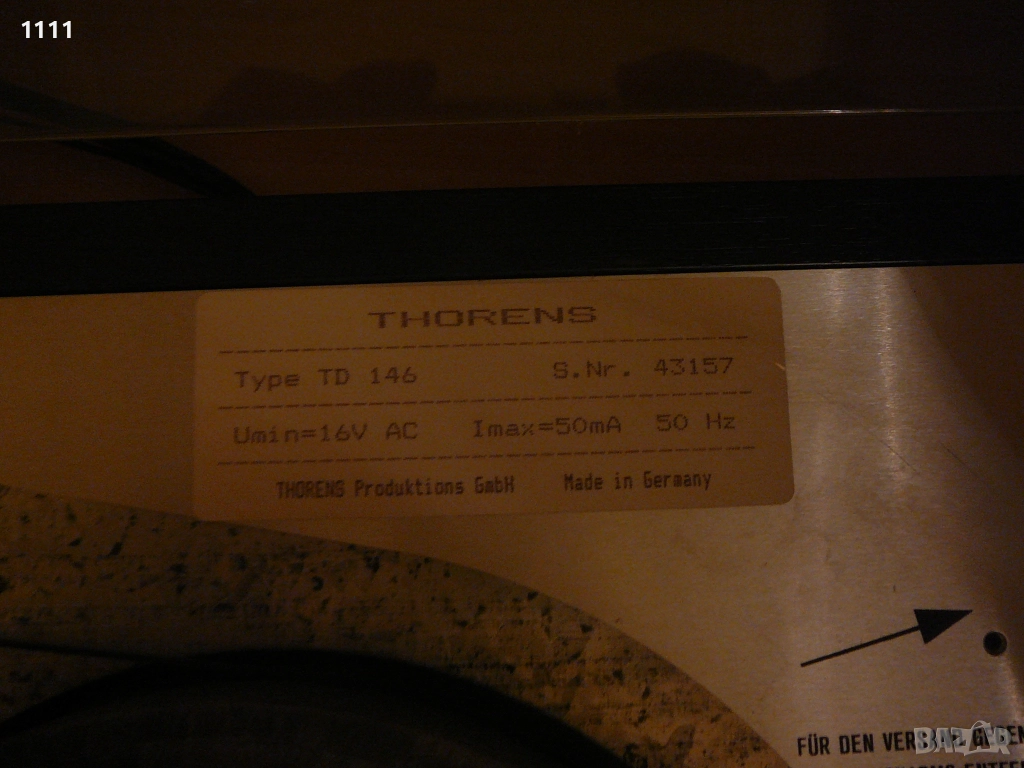 1111
THORENS
Type TD 146 S.Nr. 43157
Umin=16V AC Imax=50mA 50 Hz
THORENS Produktions GmbH Made in Germany
FÜR DEN
BAZAR